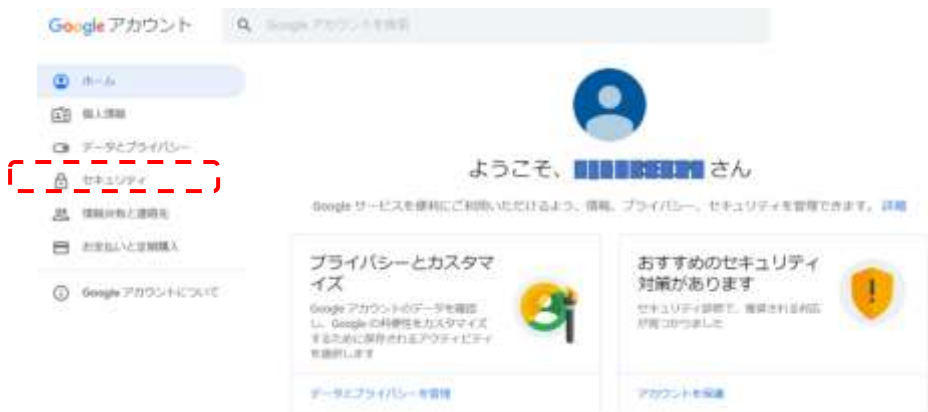 Google アカウント
Google アカウントを検索
ホーム
個人情報
データとプライバシー
セキュリティ
情報共有と連絡先
お支払いと定期購入
Google アカウントについて
ようこそ、 さん
Google サービスを便利にご利用いただけるよう、情報、プライバシー、セキュリティを管理できます。 詳細
プライバシーとカスタマ
イズ
Google アカウントのデータを確認
し、Google の利便性をカスタマイズ
するために保存されるアクティビティ
を選択します
データとプライバシーを管理
おすすめのセキュリティ
対策があります
セキュリティ診断で、推奨される対応
が見つかりました
アカウントを保護